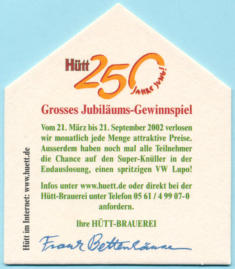 Hütt
250
JAHRE JUNG!
Grosses Jubiläums-Gewinnspiel
Vom 21. März bis 21. September 2002 verlosen
wir monatlich jede Menge attraktive Preise.
Ausserdem haben noch mal alle Teilnehmer
die Chance auf den Super-Knüller in der
Endauslosung, einen spritzigen VW Lupo!
Infos unter www.huett.de oder direkt bei der
Hütt-Brauerei unter Telefon 05 61 / 4 99 07-0
anfordern.
Ihre HÜTT-BRAUEREI
Frank Bettenhäuser
Hütt im Internet: www.huett.de